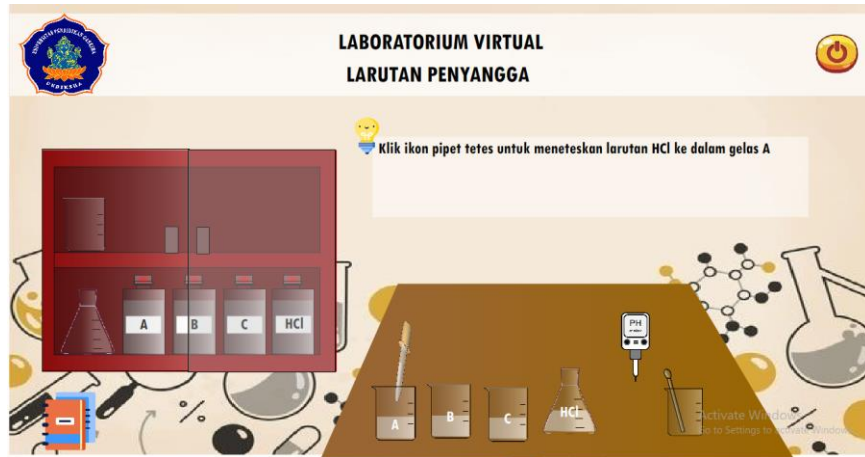 LABORATORIUM VIRTUAL
LARUTAN PENYANGGA
Klik ikon pipet tetes untuk meneteskan larutan HCl ke dalam gelas A
A
B
C
HCl
PH
A
B
C
HCl
Activate Windows
Go to Settings to activate Windows.
UNDIKSHA